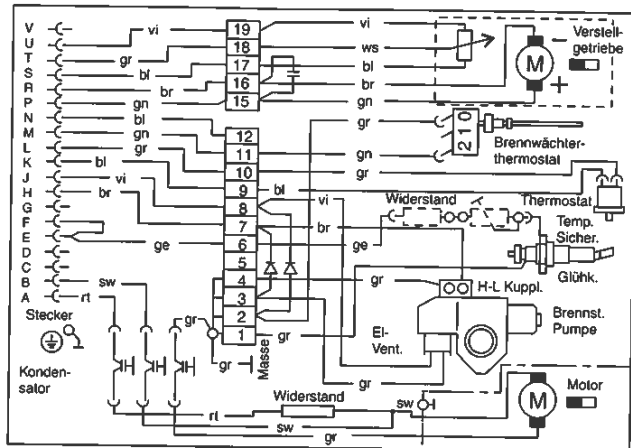 V
U
T
S
R
P
N
M
L
K
J
H
G
F
E
D
C
B
A
Stecker
Konden-
sator
vi
gr
bl
br
gn
bl
gn
gr
bl
vi
br
ge
sw
rt
19
18
17
16
15
12
11
10
9
8
7
6
5
4
3
2
1
Masse
vi
ws
bl
br
gn
gr
gn
gr
bl
vi
br
ge
gr
gr
gr
gr
gr
gr
Verstell-
getriebe
M
− +
2 1 0
Brennwächter-
thermostat
Widerstand
Thermostat
Temp.
Sicher.
Glühk.
H-L Kuppl.
El-
Vent.
Brennst.
Pumpe
Widerstand
rt
sw
gr
sw
M
Motor